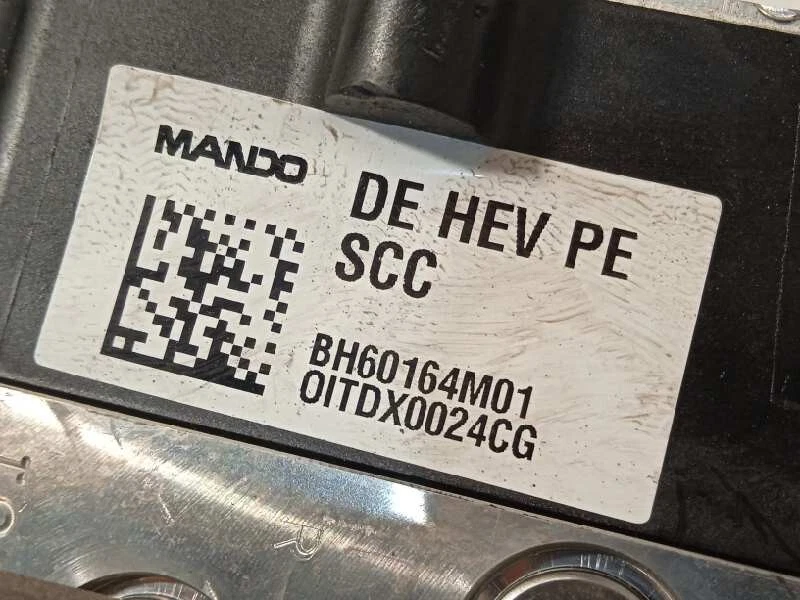 MANDO
DE HEV PE
SCC
BH60164M01
OITDX0024CG
R